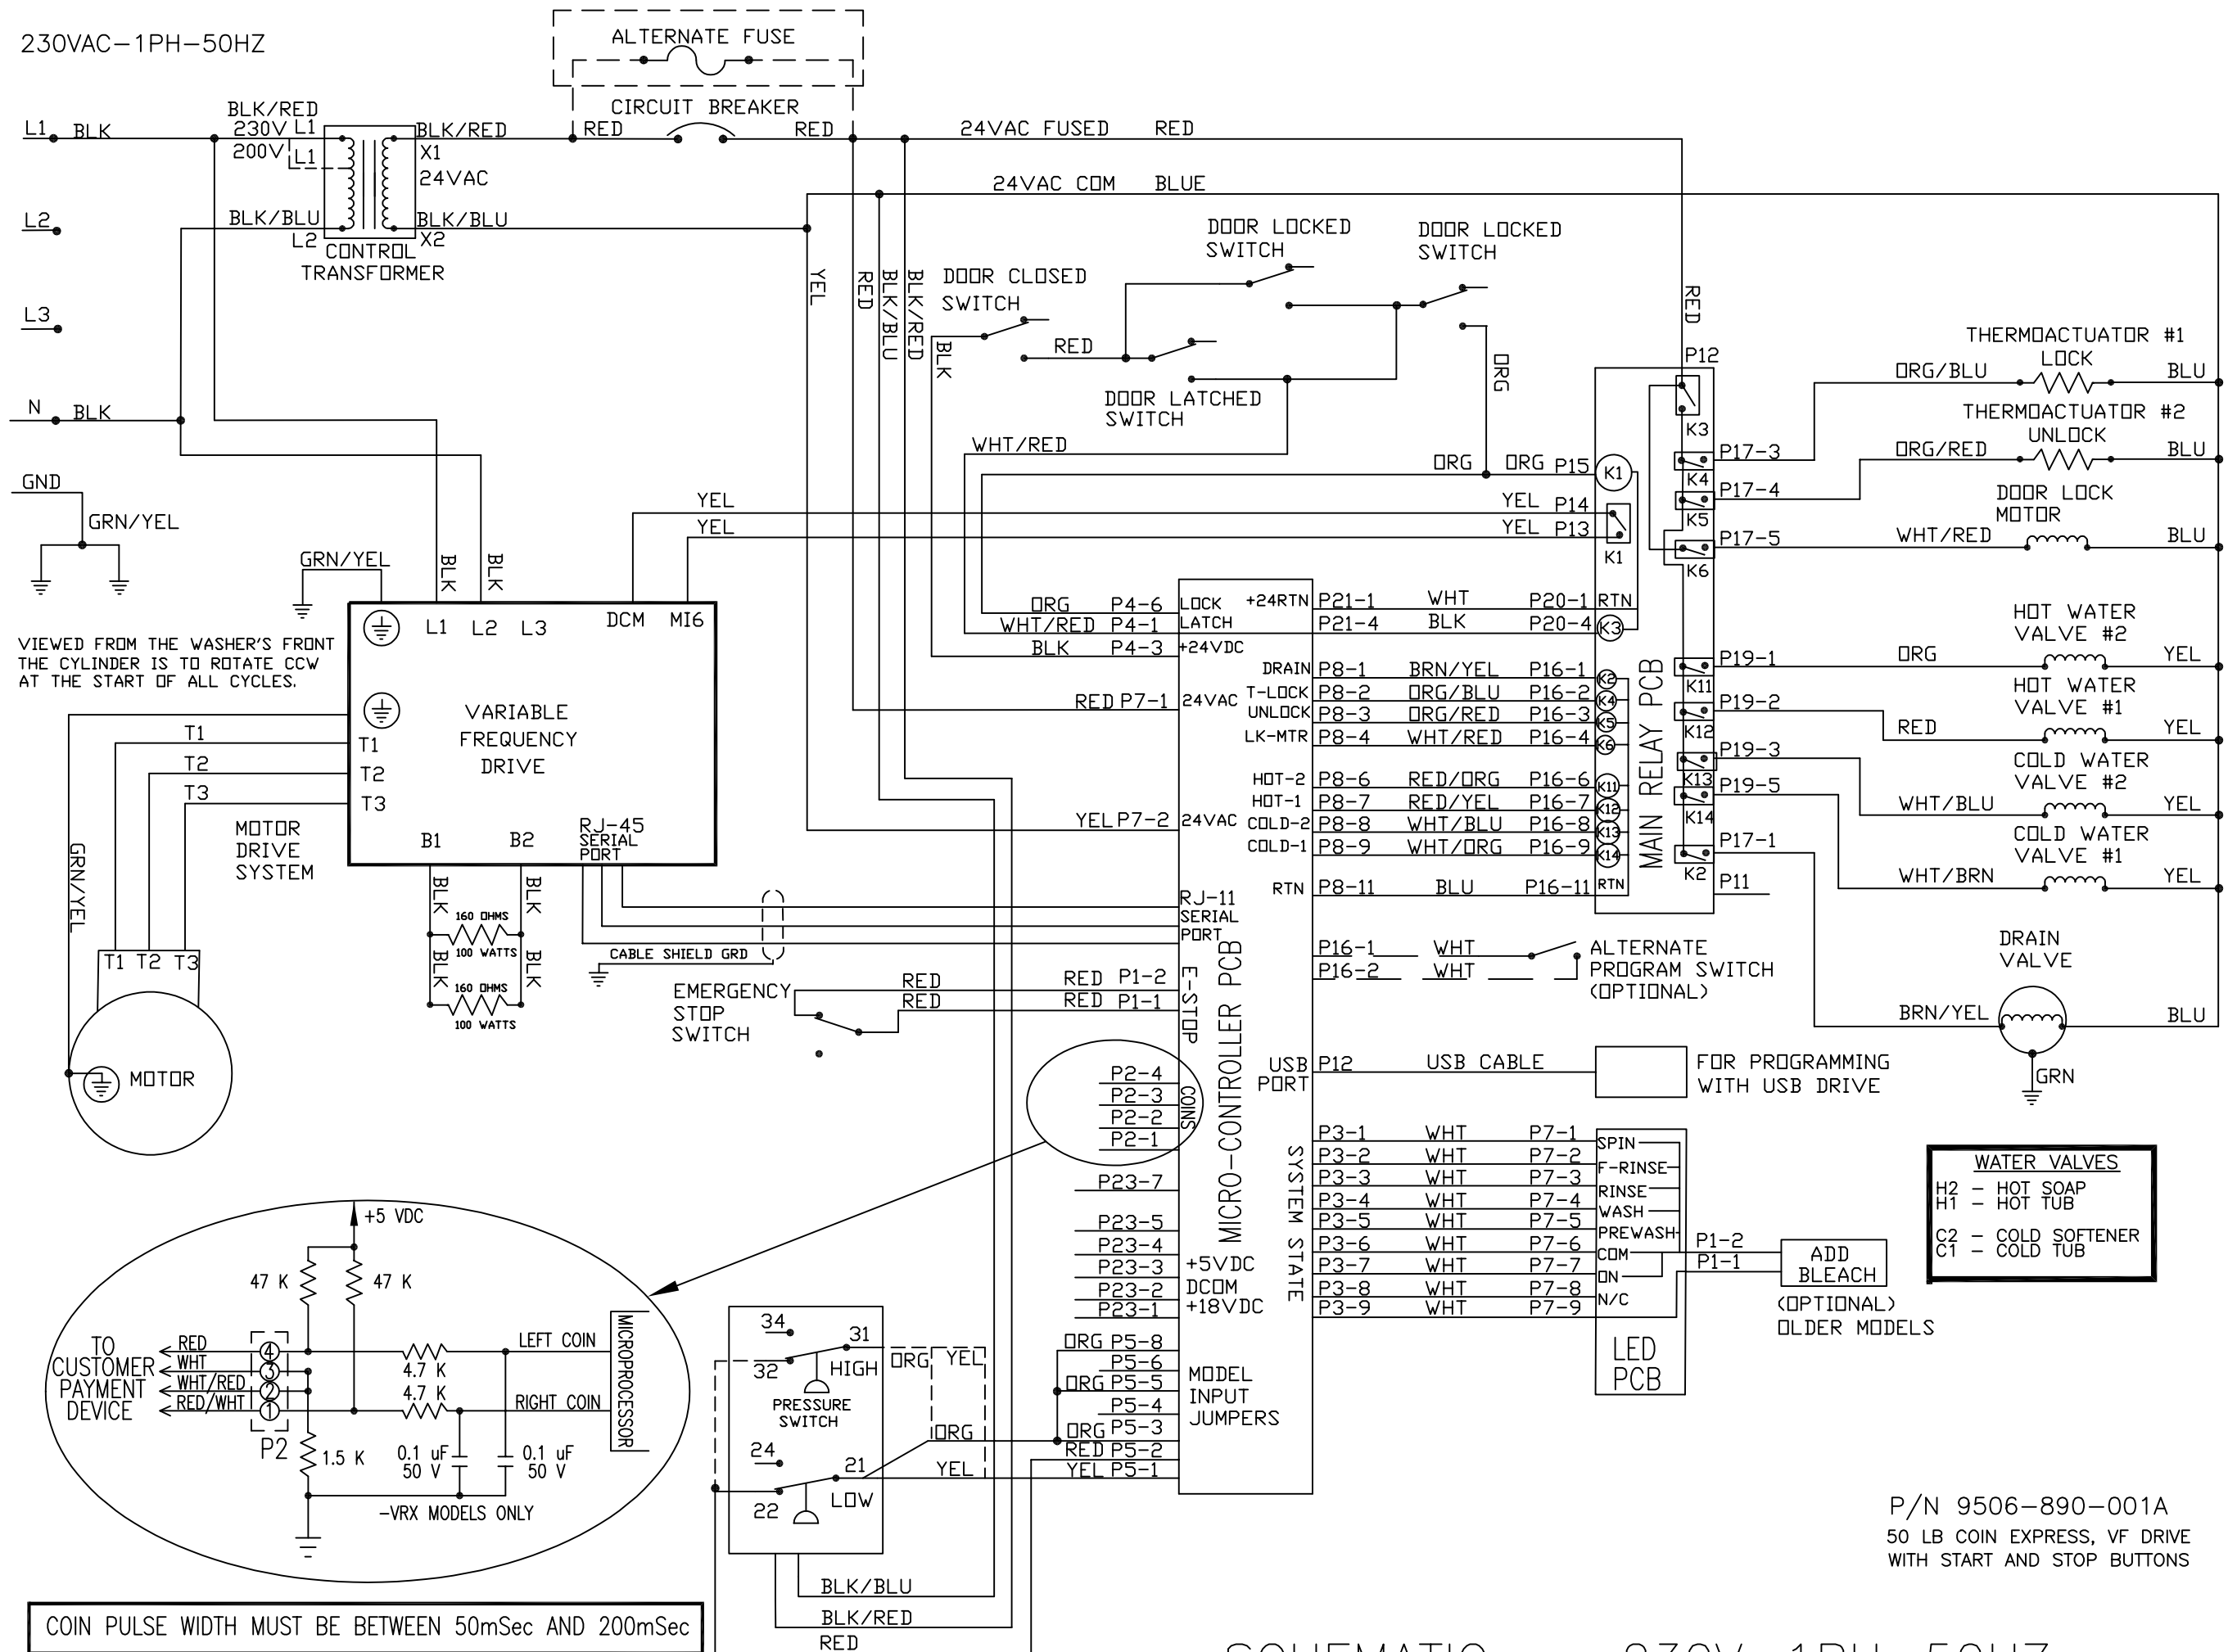 230VAC-1PH-50HZ
ALTERNATE FUSE
CIRCUIT BREAKER
BLK/RED
L1 BLK
230V L1
200V L1
BLK/RED
X1
24VAC
RED
RED
24VAC FUSED RED
24VAC COM BLUE
L2
BLK/BLU
L2
BLK/BLU
X2
CONTROL
TRANSFORMER
L3
N BLK
GND
GRN/YEL
YEL
RED
BLK/BLU
BLK/RED
BLK
DOOR CLOSED
SWITCH
DOOR LOCKED
SWITCH
DOOR LOCKED
SWITCH
RED
DOOR LATCHED
SWITCH
ORG
RED
WHT/RED
ORG ORG P15
YEL YEL P14
YEL YEL P13
P12
K3
K4
K5
K6
K1
K1
P17-3
P17-4
P17-5
THERMOACTUATOR #1
LOCK
ORG/BLU BLU
THERMOACTUATOR #2
UNLOCK
ORG/RED BLU
DOOR LOCK
MOTOR
WHT/RED BLU
GRN/YEL
BLK
BLK
L1 L2 L3
DCM MI6
VIEWED FROM THE WASHER'S FRONT
THE CYLINDER IS TO ROTATE CCW
AT THE START OF ALL CYCLES.
VARIABLE
FREQUENCY
DRIVE
T1 T1
T2 T2
T3 T3
MOTOR
DRIVE
SYSTEM
B1 B2
RJ-45
SERIAL
PORT
GRN/YEL
BLK
BLK
160 OHMS
100 WATTS
BLK
BLK
160 OHMS
100 WATTS
CABLE SHIELD GRD
T1 T2 T3
MOTOR
ORG P4-6 LOCK
WHT/RED P4-1 LATCH
BLK P4-3 +24VDC
RED P7-1 24VAC
YEL P7-2 24VAC
RJ-11
SERIAL
PORT
MICRO-CONTROLLER PCB
+24RTN P21-1 WHT P20-1 RTN
P21-4 BLK P20-4 K3
DRAIN P8-1 BRN/YEL P16-1 K2
T-LOCK P8-2 ORG/BLU P16-2 K4
UNLOCK P8-3 ORG/RED P16-3 K5
LK-MTR P8-4 WHT/RED P16-4 K6
HOT-2 P8-6 RED/ORG P16-6 K11
HOT-1 P8-7 RED/YEL P16-7 K12
COLD-2 P8-8 WHT/BLU P16-8 K13
COLD-1 P8-9 WHT/ORG P16-9 K14
RTN P8-11 BLU P16-11 RTN
MAIN RELAY PCB
K11
K12
K13
K14
K2
P19-1
P19-2
P19-3
P19-5
P17-1
P11
HOT WATER
VALVE #2
ORG YEL
HOT WATER
VALVE #1
RED YEL
COLD WATER
VALVE #2
WHT/BLU YEL
COLD WATER
VALVE #1
WHT/BRN YEL
DRAIN
VALVE
BRN/YEL BLU
GRN
P16-1 WHT
P16-2 WHT
ALTERNATE
PROGRAM SWITCH
(OPTIONAL)
EMERGENCY
STOP
SWITCH
RED RED P1-2
RED RED P1-1
E-STOP
P2-4
P2-3
P2-2
P2-1
COINS
USB
PORT
P12 USB CABLE
FOR PROGRAMMING
WITH USB DRIVE
SYSTEM STATE
P3-1 WHT P7-1 SPIN
P3-2 WHT P7-2 F-RINSE
P3-3 WHT P7-3 RINSE
P3-4 WHT P7-4 WASH
P3-5 WHT P7-5 PREWASH
P3-6 WHT P7-6 COM
P3-7 WHT P7-7 ON
P3-8 WHT P7-8 N/C
P3-9 WHT P7-9
LED
PCB
P1-2
P1-1
ADD
BLEACH
(OPTIONAL)
OLDER MODELS
WATER VALVES
H2 - HOT SOAP
H1 - HOT TUB
C2 - COLD SOFTENER
C1 - COLD TUB
P23-7
P23-5
P23-4
P23-3 +5VDC
P23-2 DCOM
P23-1 +18VDC
ORG P5-8
P5-6
ORG P5-5
P5-4
ORG P5-3
RED P5-2
YEL P5-1
MODEL
INPUT
JUMPERS
+5 VDC
47 K 47 K
TO
CUSTOMER
PAYMENT
DEVICE
RED 4
WHT 3
WHT/RED 2
RED/WHT 1
P2
4.7 K
4.7 K
LEFT COIN
RIGHT COIN
MICROPROCESSOR
1.5 K
0.1 uF
50 V
0.1 uF
50 V
-VRX MODELS ONLY
34 31
32 HIGH
PRESSURE
SWITCH
24 21
22 LOW
ORG YEL
ORG
YEL
BLK/BLU
BLK/RED
RED
COIN PULSE WIDTH MUST BE BETWEEN 50mSec AND 200mSec
P/N 9506-890-001A
50 LB COIN EXPRESS, VF DRIVE
WITH START AND STOP BUTTONS
SCHEMATIC 230V 1PH 50HZ